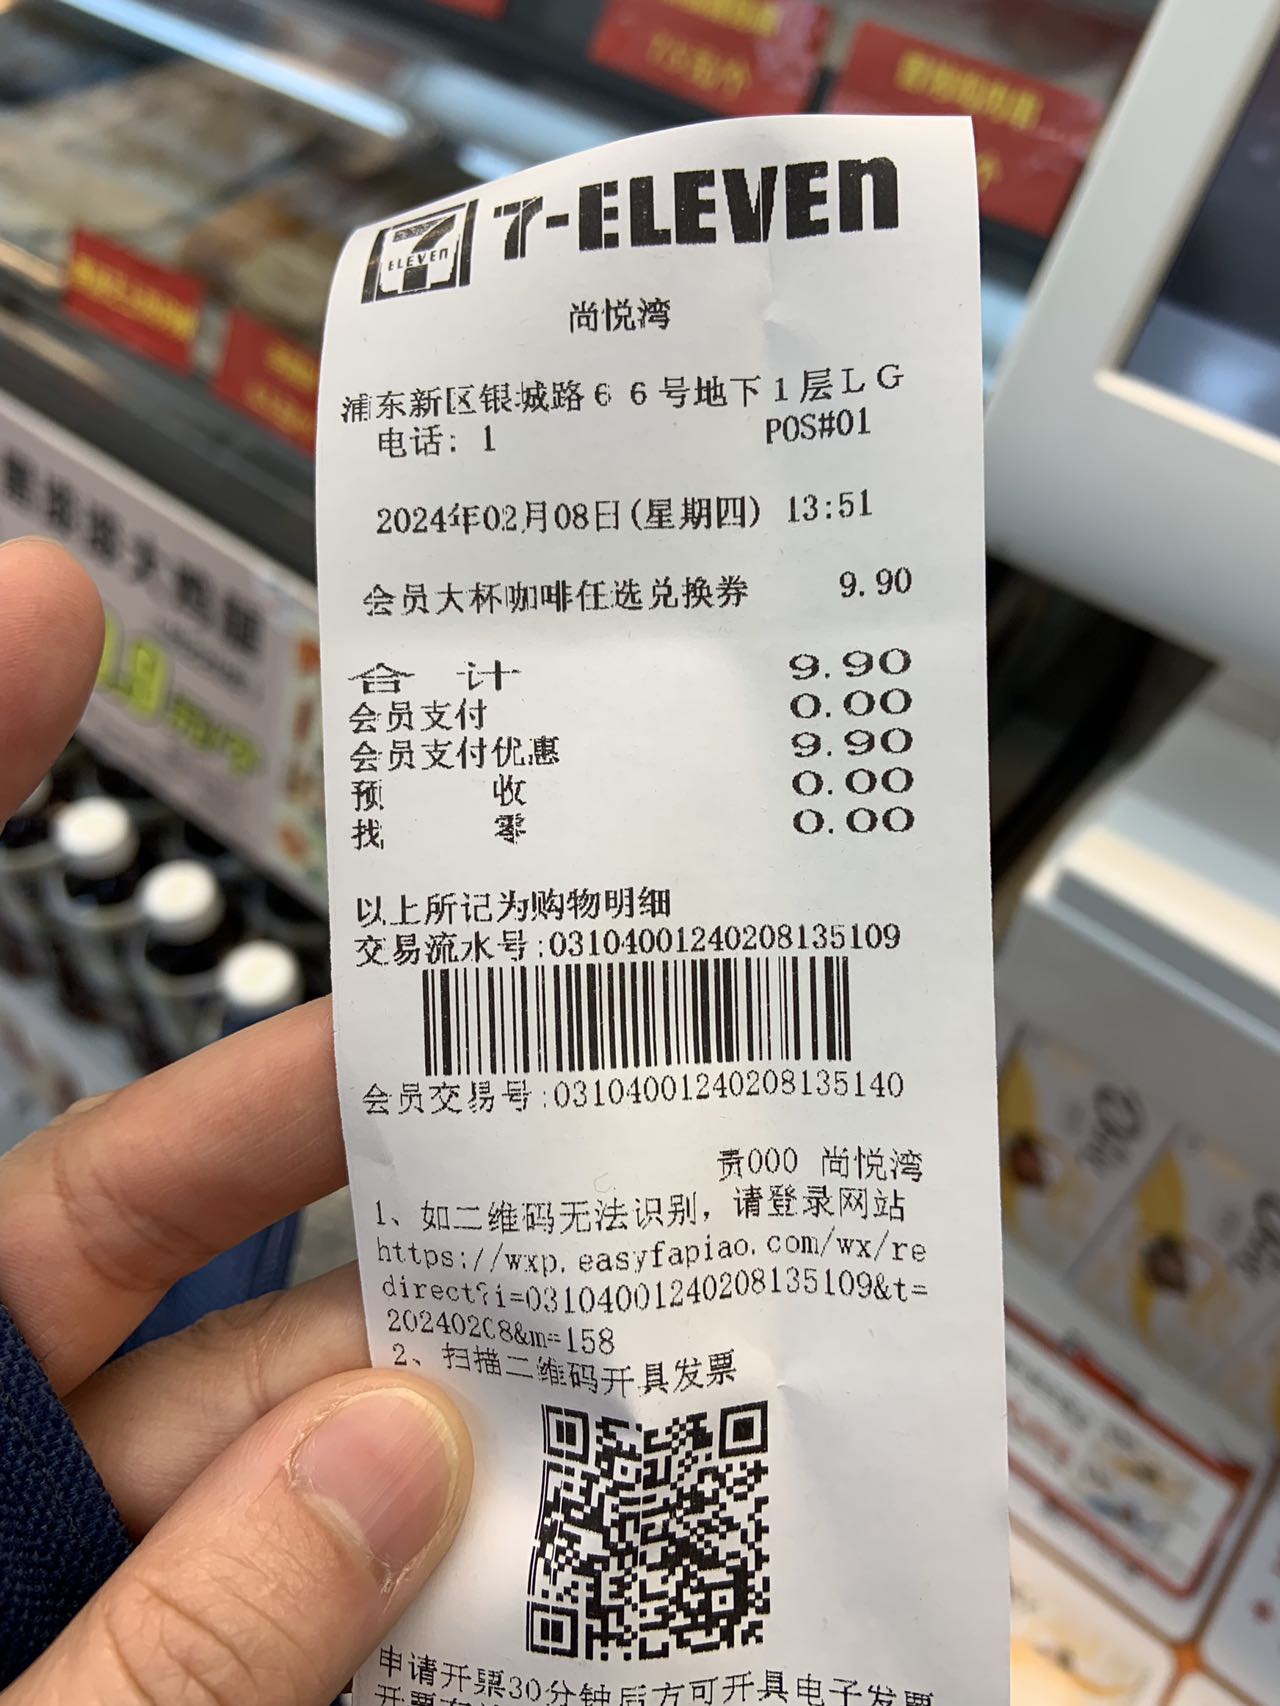 7-ELEVEn
ELEVEn
尚悦湾
浦东新区银城路66号地下1层LG
电话: 1 POS#01
2024年02月08日(星期四) 13:51
会员大杯咖啡任选兑换券 9.90
合 计 9.90
会员支付 0.00
会员支付优惠 9.90
预 收 0.00
找 零 0.00
以上所记为购物明细
交易流水号:031040012402081351​09
会员交易号:03104001240208135140
责000 尚悦湾
1、如二维码无法识别，请登录网站
https://wxp.easyfapiao.com/wx/re
direct?i=03104001240208135109&t=
20240208&m=158
2、扫描二维码开具发票
申请开票30分钟后方可开具电子发票